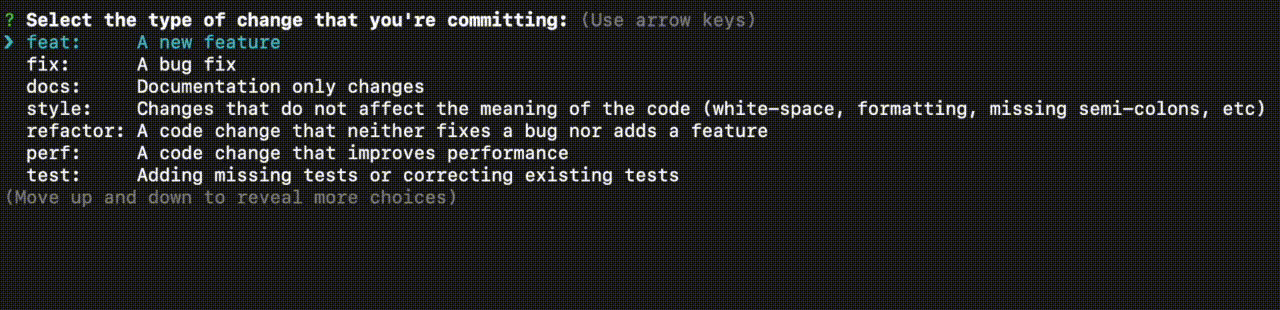 ? Select the type of change that you're committing: (Use arrow keys)
❯ feat:     A new feature
  fix:      A bug fix
  docs:     Documentation only changes
  style:    Changes that do not affect the meaning of the code (white-space, formatting, missing semi-colons, etc)
  refactor: A code change that neither fixes a bug nor adds a feature
  perf:     A code change that improves performance
  test:     Adding missing tests or correcting existing tests
(Move up and down to reveal more choices)